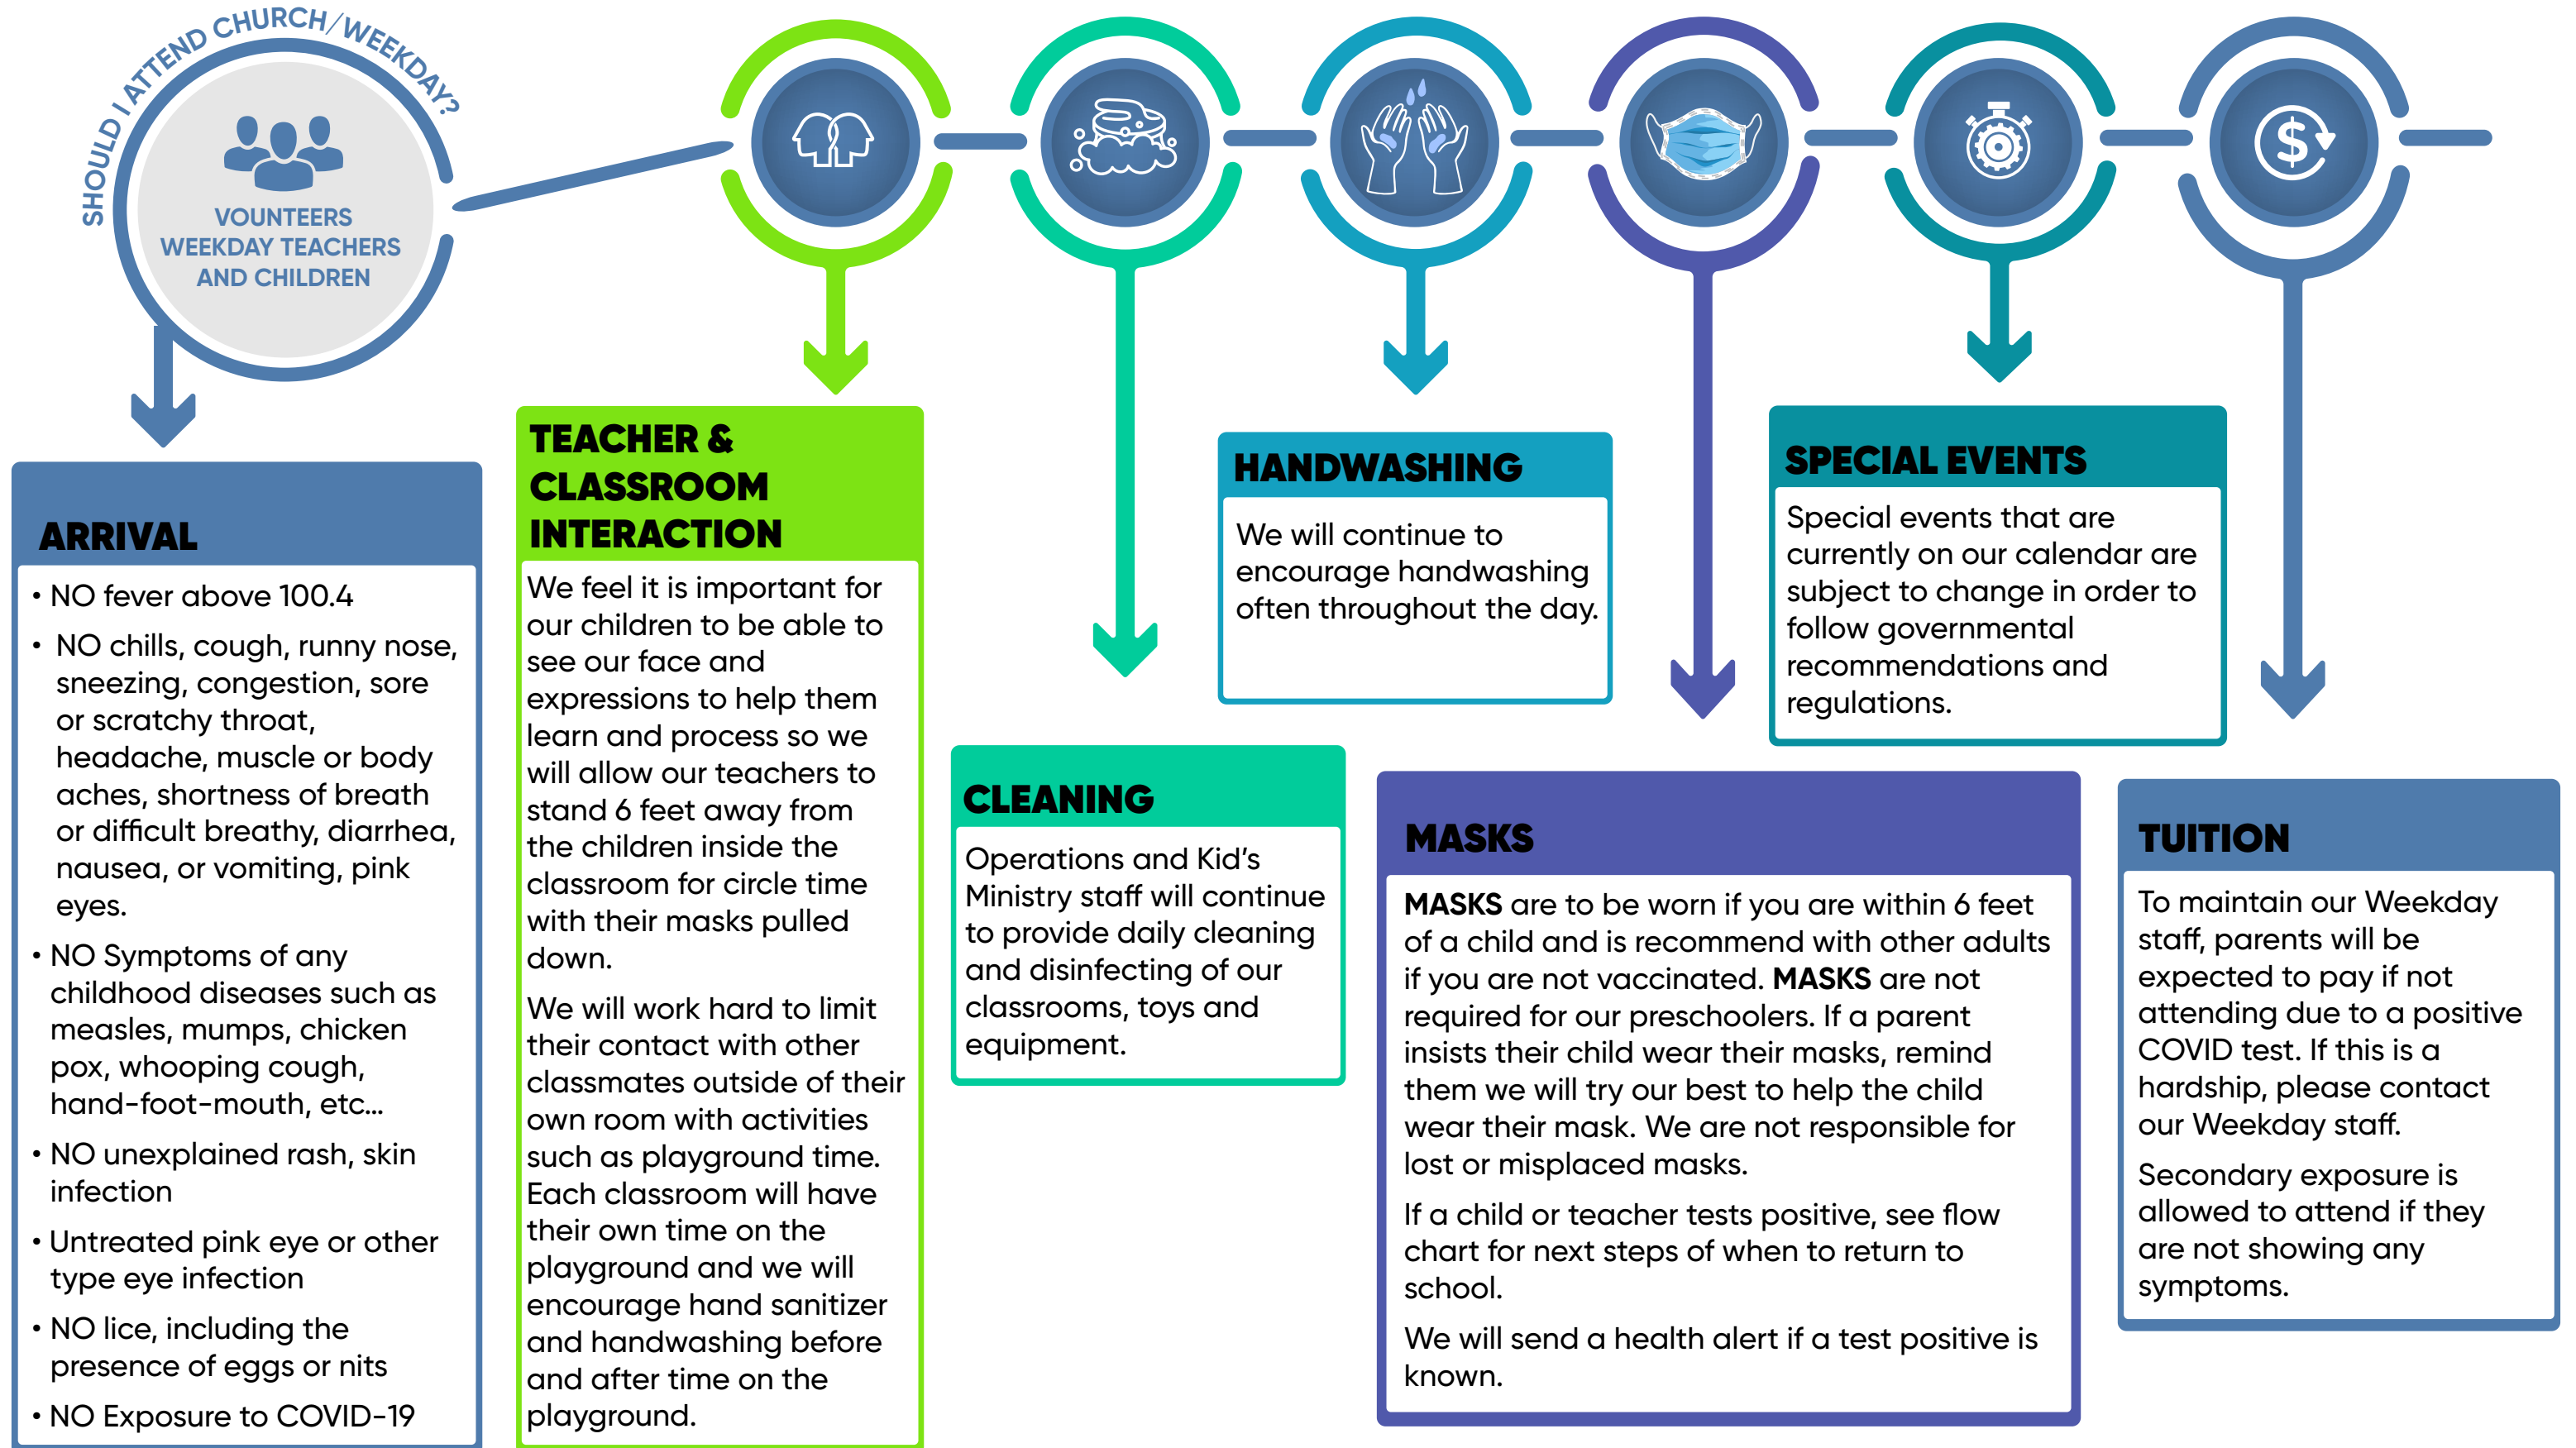 SHOULD I ATTEND CHURCH/WEEKDAY?
VOUNTEERS
WEEKDAY TEACHERS
AND CHILDREN
ARRIVAL
• NO fever above 100.4
• NO chills, cough, runny nose,
sneezing, congestion, sore
or scratchy throat,
headache, muscle or body
aches, shortness of breath
or difficult breathy, diarrhea,
nausea, or vomiting, pink
eyes.
• NO Symptoms of any
childhood diseases such as
measles, mumps, chicken
pox, whooping cough,
hand-foot-mouth, etc...
• NO unexplained rash, skin
infection
• Untreated pink eye or other
type eye infection
• NO lice, including the
presence of eggs or nits
• NO Exposure to COVID-19
TEACHER &
CLASSROOM
INTERACTION
We feel it is important for
our children to be able to
see our face and
expressions to help them
learn and process so we
will allow our teachers to
stand 6 feet away from
the children inside the
classroom for circle time
with their masks pulled
down.
We will work hard to limit
their contact with other
classmates outside of their
own room with activities
such as playground time.
Each classroom will have
their own time on the
playground and we will
encourage hand sanitizer
and handwashing before
and after time on the
playground.
CLEANING
Operations and Kid's
Ministry staff will continue
to provide daily cleaning
and disinfecting of our
classrooms, toys and
equipment.
HANDWASHING
We will continue to
encourage handwashing
often throughout the day.
MASKS
MASKS are to be worn if you are within 6 feet
of a child and is recommend with other adults
if you are not vaccinated. MASKS are not
required for our preschoolers. If a parent
insists their child wear their masks, remind
them we will try our best to help the child
wear their mask. We are not responsible for
lost or misplaced masks.
If a child or teacher tests positive, see flow
chart for next steps of when to return to
school.
We will send a health alert if a test positive is
known.
SPECIAL EVENTS
Special events that are
currently on our calendar are
subject to change in order to
follow governmental
recommendations and
regulations.
$
TUITION
To maintain our Weekday
staff, parents will be
expected to pay if not
attending due to a positive
COVID test. If this is a
hardship, please contact
our Weekday staff.
Secondary exposure is
allowed to attend if they
are not showing any
symptoms.